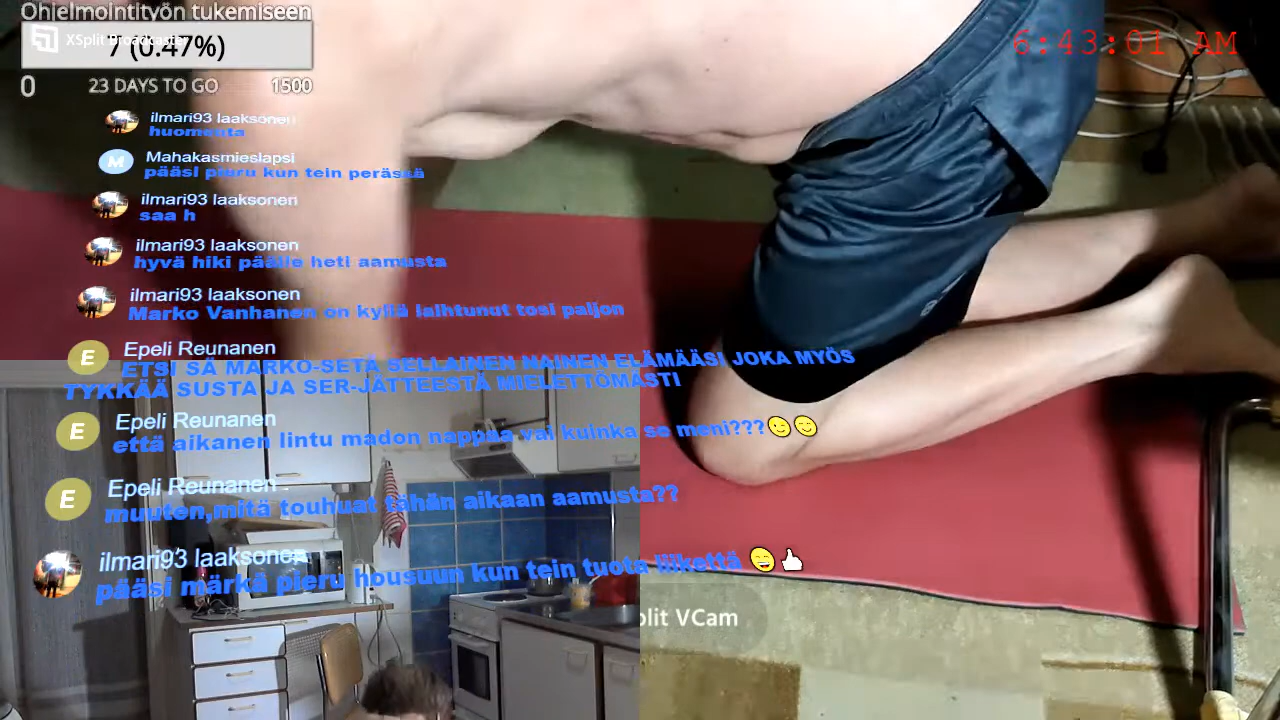 Ohjelmointityön tukemiseen
XSplit Broadcaster
7 (0.47%)
0 23 DAYS TO GO 1500
6:43:01 AM
ilmari93 laaksonen
huomenta
Mahakasmieslapsi
pääsi pieru kun tein perässä
ilmari93 laaksonen
saa h
ilmari93 laaksonen
hyvä hiki päälle heti aamusta
ilmari93 laaksonen
Marko Vanhanen on kyllä laihtunut tosi paljon
Epeli Reunanen
ETSI SÄ MARKO-SETÄ SELLAINEN NAINEN ELÄMÄÄSI JOKA MYÖS
TYKKÄÄ SUSTA JA SER-JÄTTEESTÄ MIELETTÖMÄSTI
Epeli Reunanen
että aikanen lintu madon nappaa vai kuinka se meni???😉😊
Epeli Reunanen
muuten,mitä touhuat tähän aikaan aamusta??
ilmari93 laaksonen
pääsi märkä pieru housuun kun tein tuota liikettä 😄👍
plit VCam